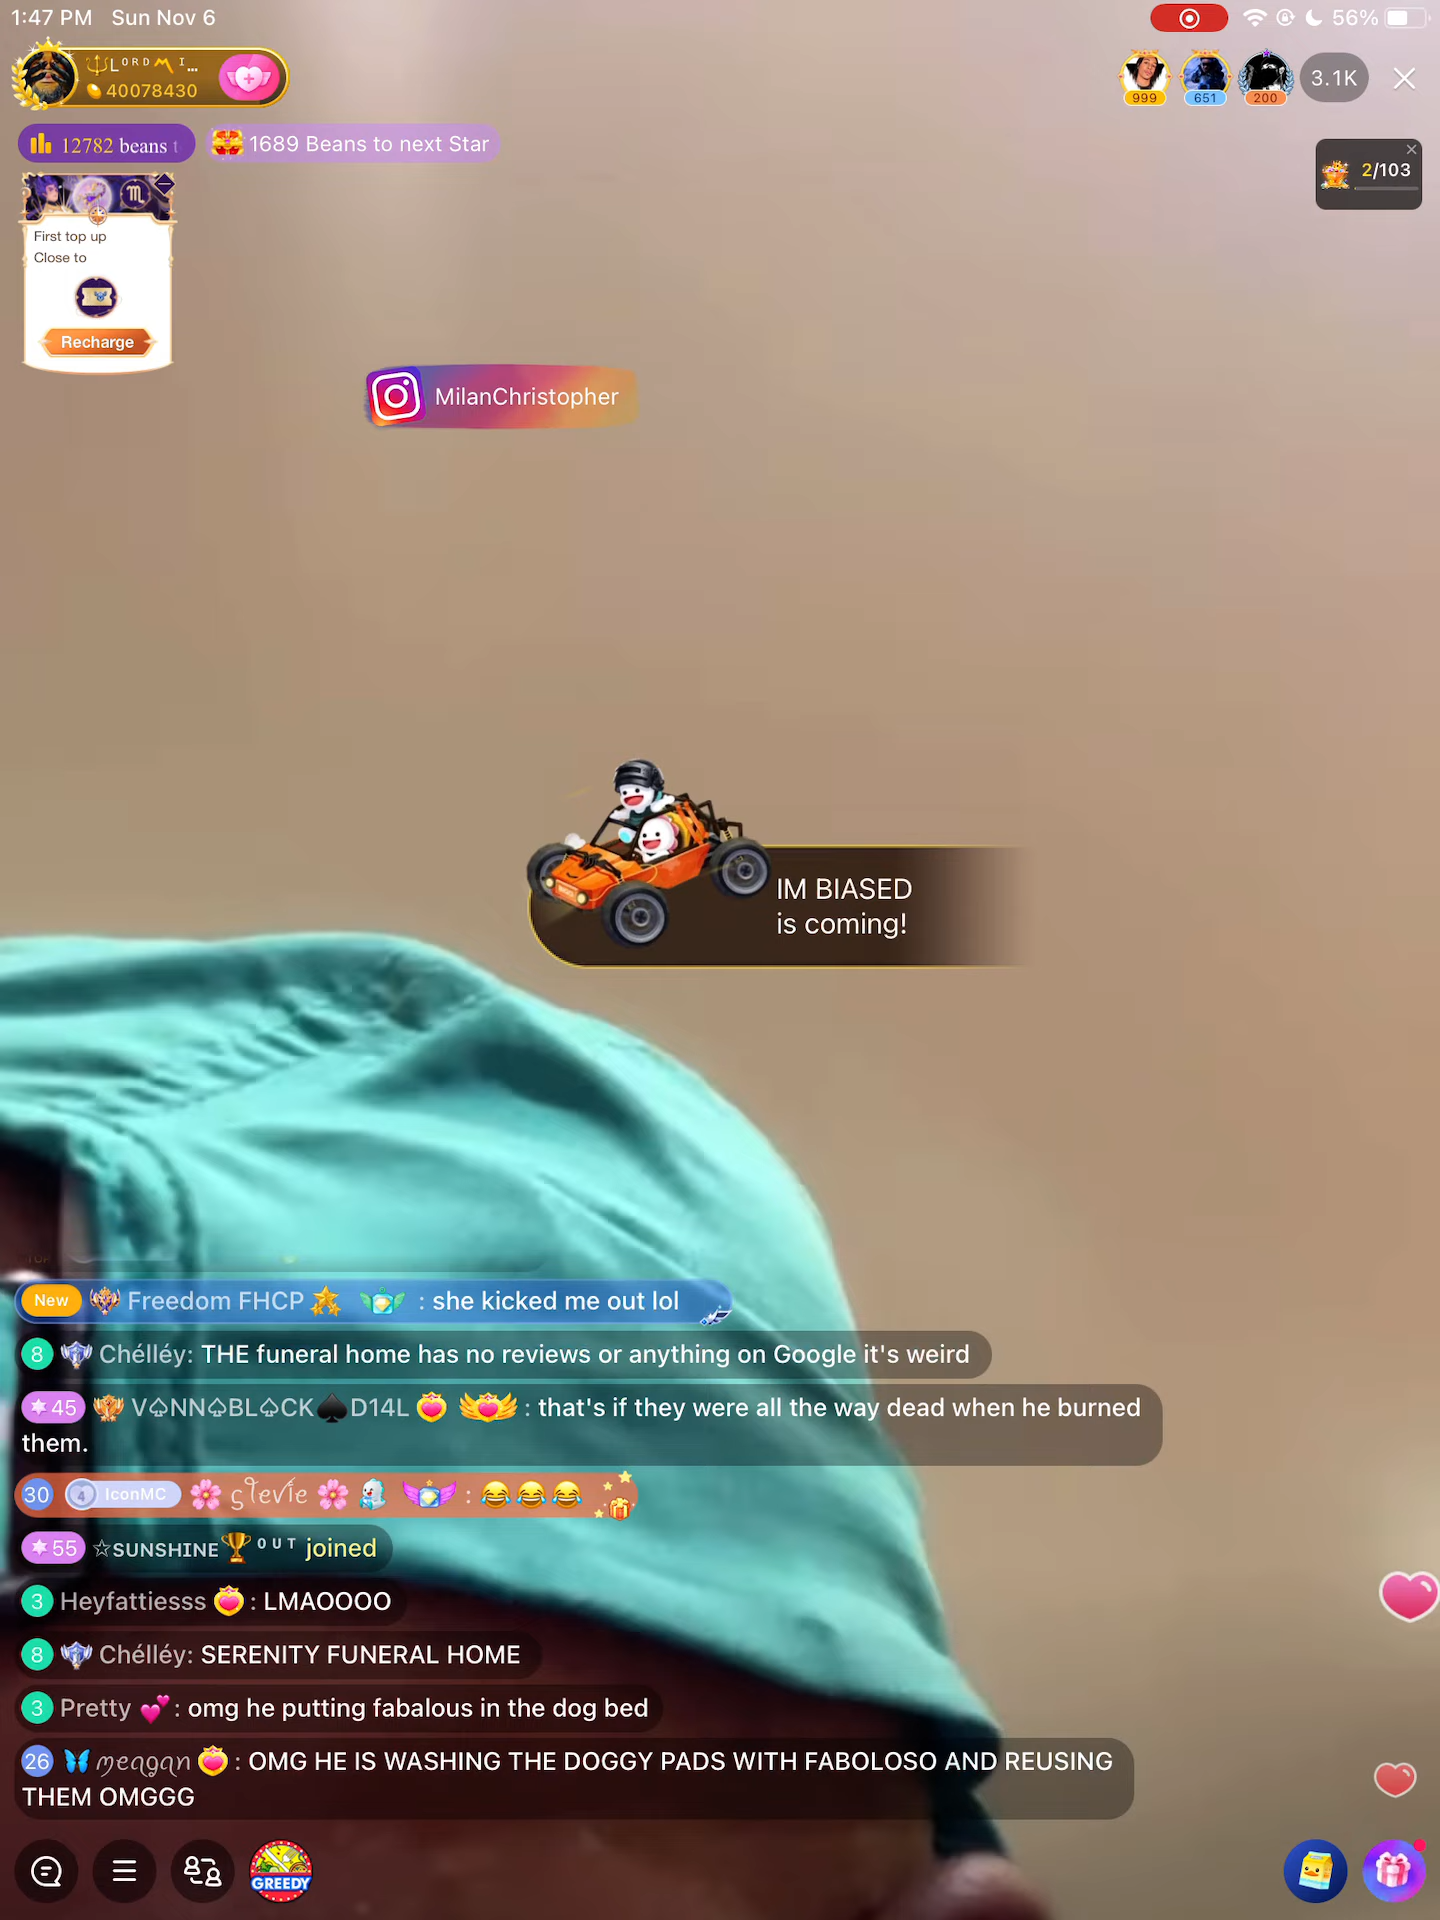 1:47 PM Sun Nov 6
56%
🔱Lᴼᴿᴰ
40078430
999
651
200
3.1K
12782 beans
1689 Beans to next Star
2/103
First top up
Close to
Recharge
MilanChristopher
IM BIASED
is coming!
New Freedom FHCP : she kicked me out lol
8 Chélléy: THE funeral home has no reviews or anything on Google it's weird
45 V♤NN♤BL♤CK♠D14L : that's if they were all the way dead when he burned
them.
30 4 IconMC 🌸 ꕶꞇevíe 🌸 : 😂😂😂
55 ☆SUNSHINE🏆ᴼᵁᵀ joined
3 Heyfattiesss : LMAOOOO
8 Chélléy: SERENITY FUNERAL HOME
3 Pretty 💕: omg he putting fabalous in the dog bed
26 🦋 meagan : OMG HE IS WASHING THE DOGGY PADS WITH FABOLOSO AND REUSING
THEM OMGGG
GREEDY